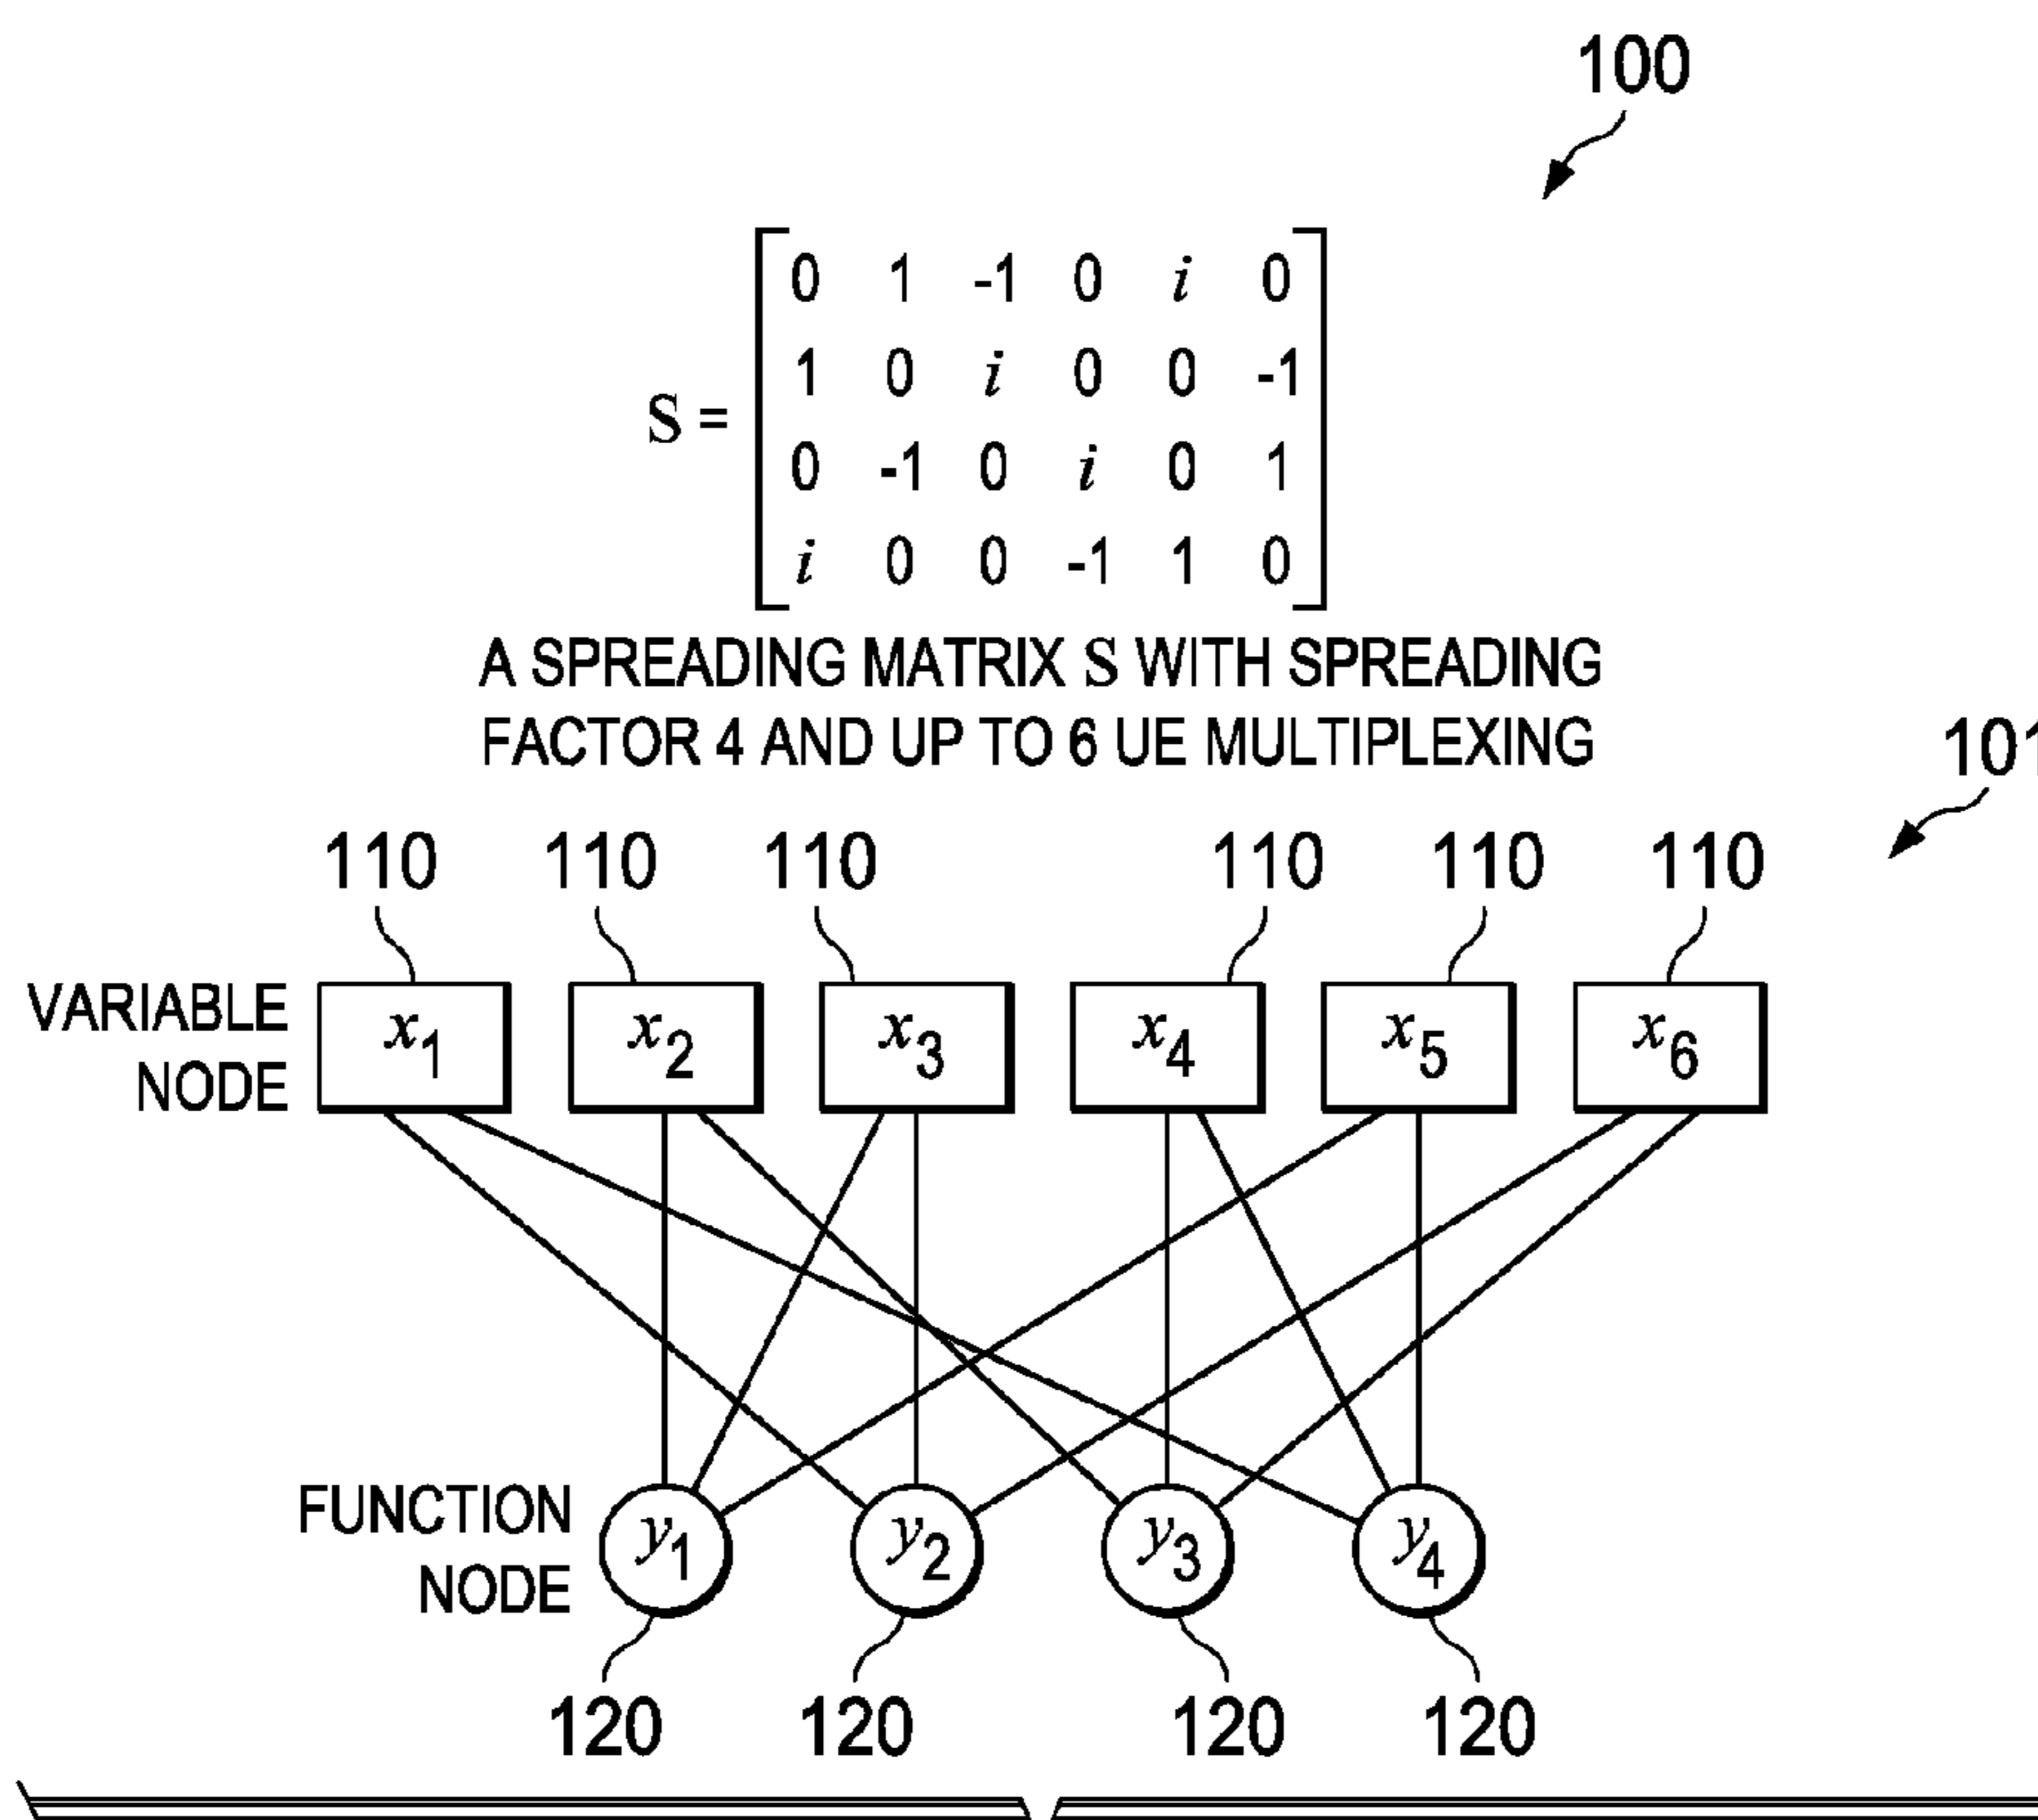 100
0 1 -1 0 i 0
1 0 i 0 0 -1
S =
0 -1 0 i 0 1
i 0 0 -1 1 0
A SPREADING MATRIX S WITH SPREADING
FACTOR 4 AND UP TO 6 UE MULTIPLEXING
101
110 110 110 110 110 110
VARIABLE
NODE
x1 x2 x3 x4 x5 x6
FUNCTION
NODE
y1 y2 y3 y4
120 120 120 120